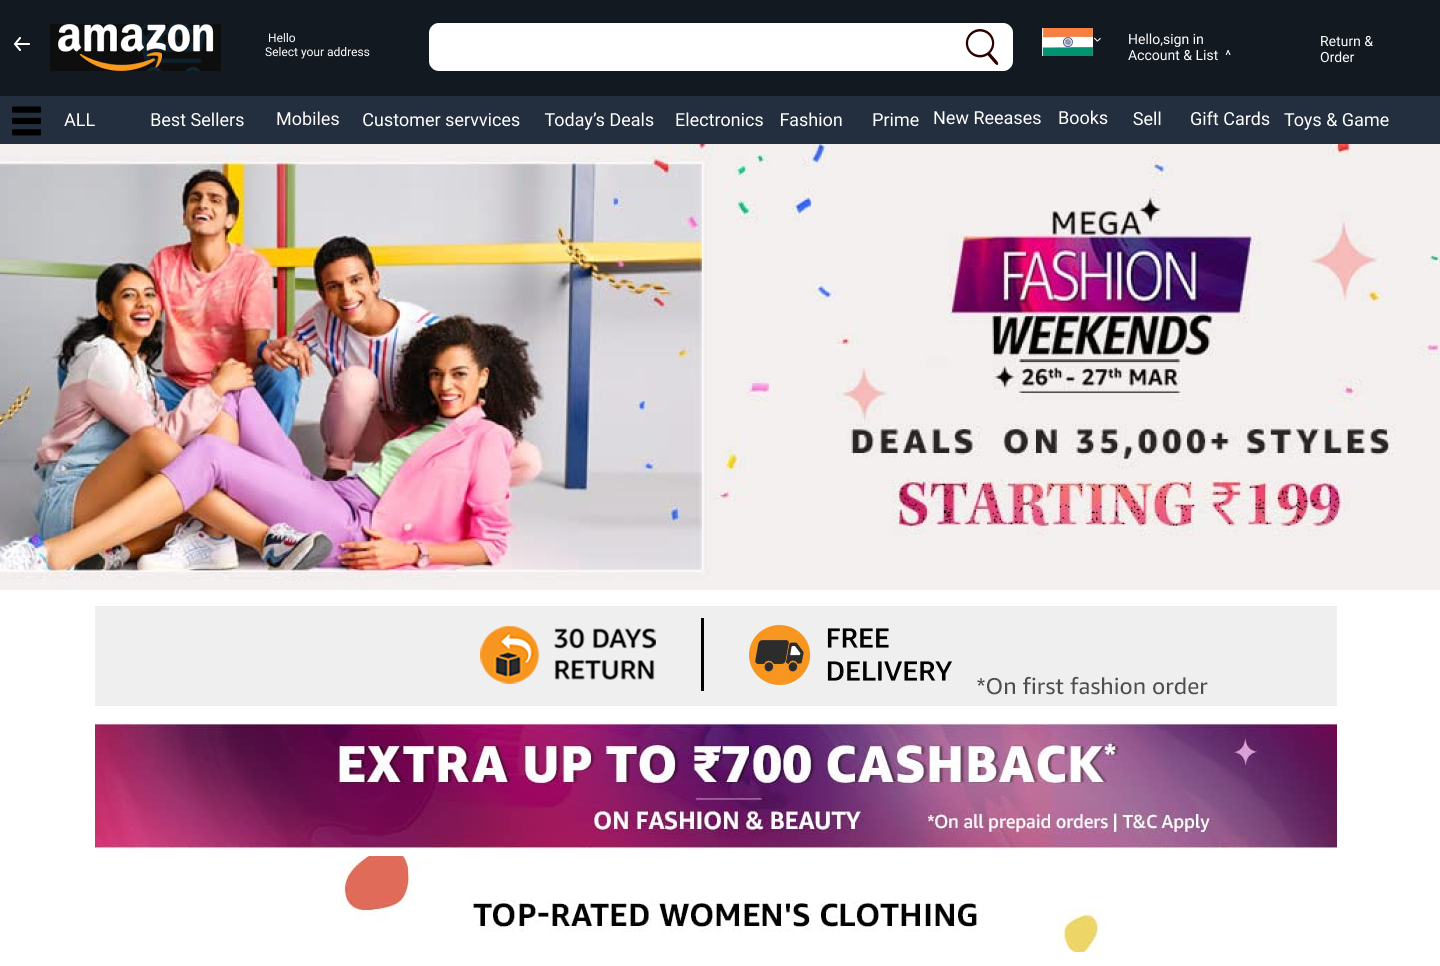 amazon
Hello
Select your address
Hello,sign in
Account & List ^
Return &
Order
ALL
Best Sellers
Mobiles
Customer servvices
Today's Deals
Electronics
Fashion
Prime
New Reeases
Books
Sell
Gift Cards
Toys & Game
MEGA
FASHION
WEEKENDS
26th - 27th MAR
DEALS ON 35,000+ STYLES
STARTING ₹199
30 DAYS
RETURN
FREE
DELIVERY
*On first fashion order
EXTRA UP TO ₹700 CASHBACK*
ON FASHION & BEAUTY
*On all prepaid orders | T&C Apply
TOP-RATED WOMEN'S CLOTHING